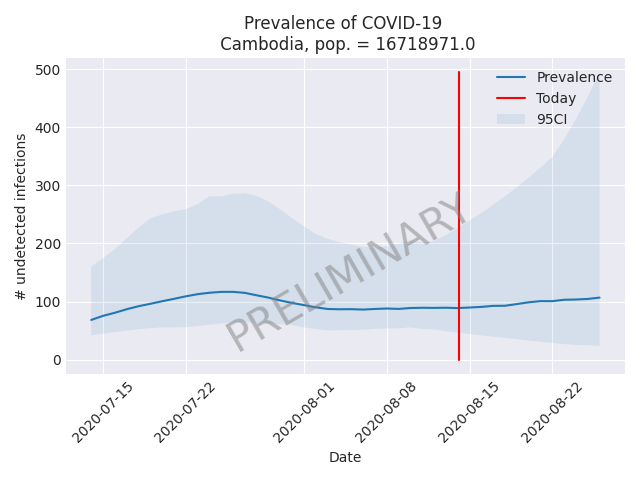 Prevalence of COVID-19
Cambodia, pop. = 16718971.0
500
400
300
200
100
0
# undetected infections
Prevalence
Today
95CI
PRELIMINARY
2020-07-15
2020-07-22
2020-08-01
2020-08-08
2020-08-15
2020-08-22
Date